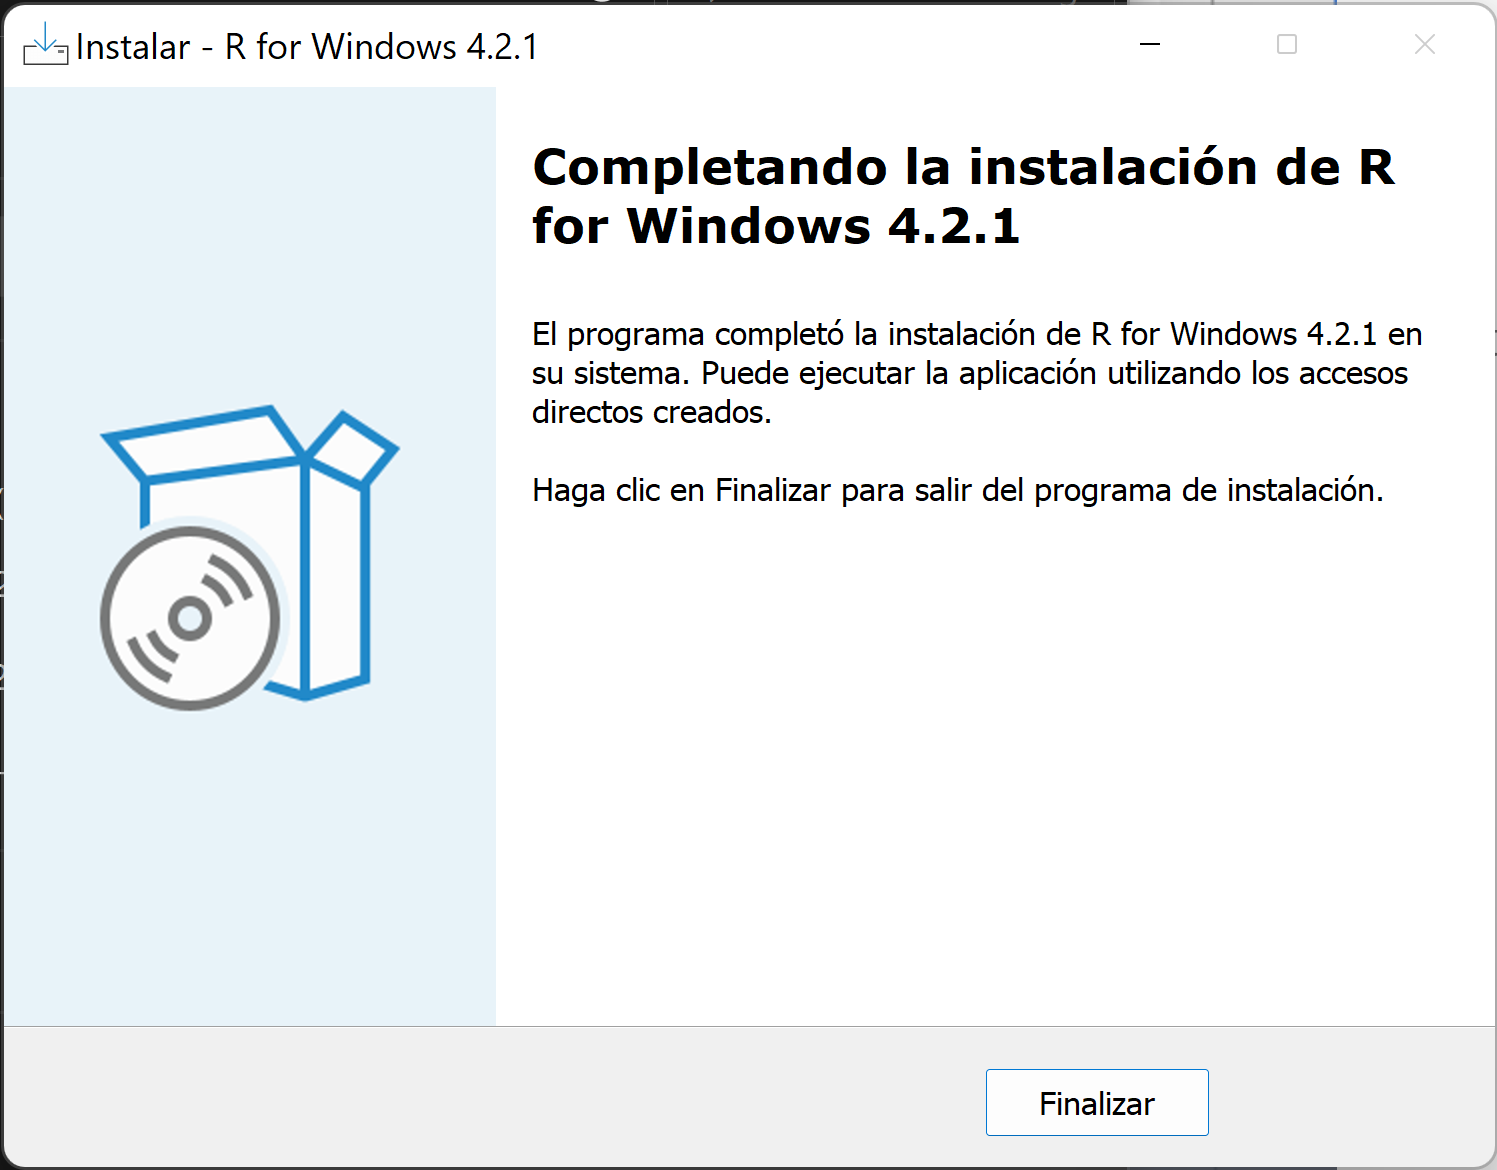 Instalar - R for Windows 4.2.1
Completando la instalación de R
for Windows 4.2.1
El programa completó la instalación de R for Windows 4.2.1 en
su sistema. Puede ejecutar la aplicación utilizando los accesos
directos creados.
Haga clic en Finalizar para salir del programa de instalación.
Finalizar